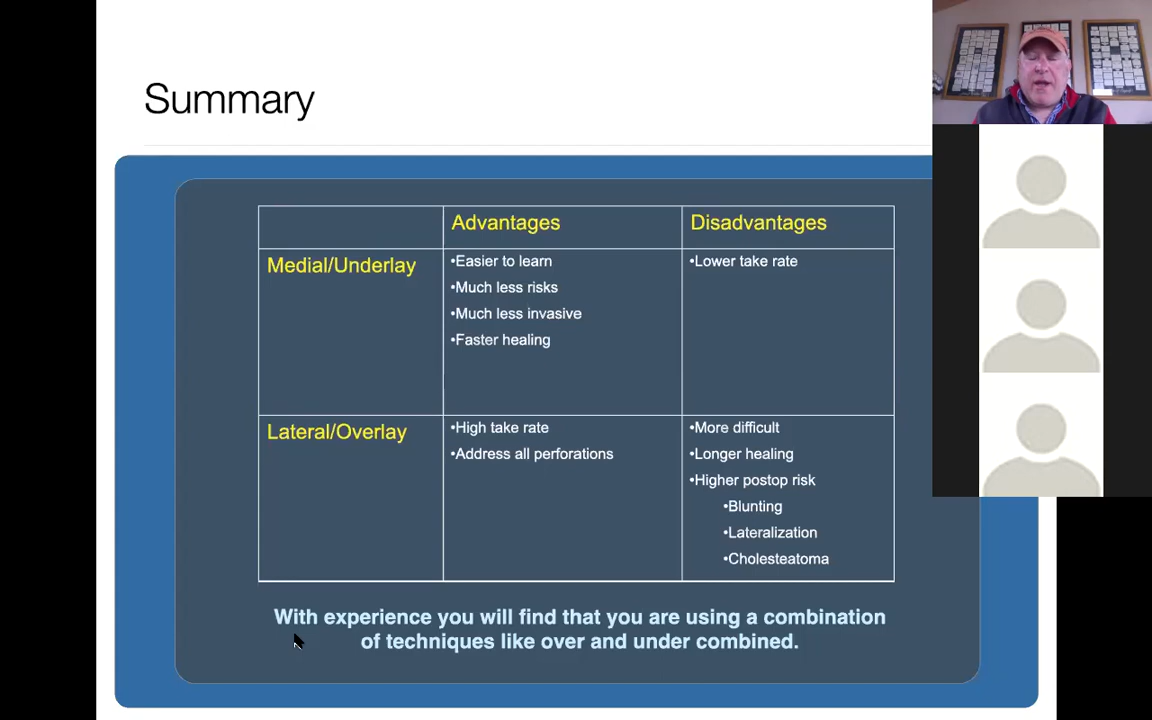 Summary
Advantages
Disadvantages
Medial/Underlay
•Easier to learn
•Much less risks
•Much less invasive
•Faster healing
•Lower take rate
Lateral/Overlay
•High take rate
•Address all perforations
•More difficult
•Longer healing
•Higher postop risk
•Blunting
•Lateralization
•Cholesteatoma
With experience you will find that you are using a combination
of techniques like over and under combined.